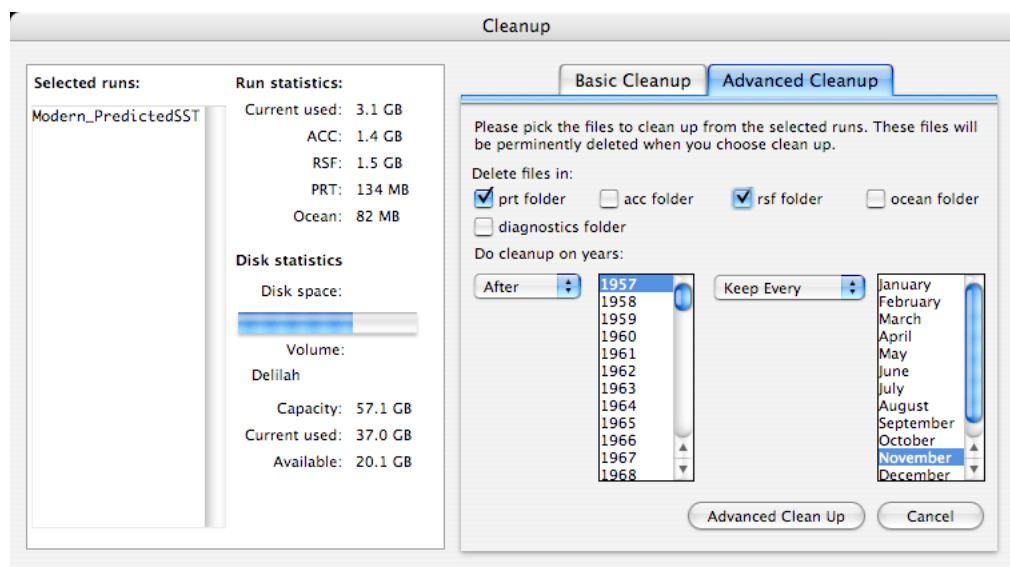 Cleanup
Selected runs:
Modern_PredictedSST
Run statistics:
Current used: 3.1 GB
ACC: 1.4 GB
RSF: 1.5 GB
PRT: 134 MB
Ocean: 82 MB
Disk statistics
Disk space:
Volume:
Delilah
Capacity: 57.1 GB
Current used: 37.0 GB
Available: 20.1 GB
Basic Cleanup
Advanced Cleanup
Please pick the files to clean up from the selected runs. These files will
be perminently deleted when you choose clean up.
Delete files in:
prt folder
acc folder
rsf folder
ocean folder
diagnostics folder
Do cleanup on years:
After
1957
1958
1959
1960
1961
1962
1963
1964
1965
1966
1967
1968
Keep Every
January
February
March
April
May
June
July
August
September
October
November
December
Advanced Clean Up
Cancel